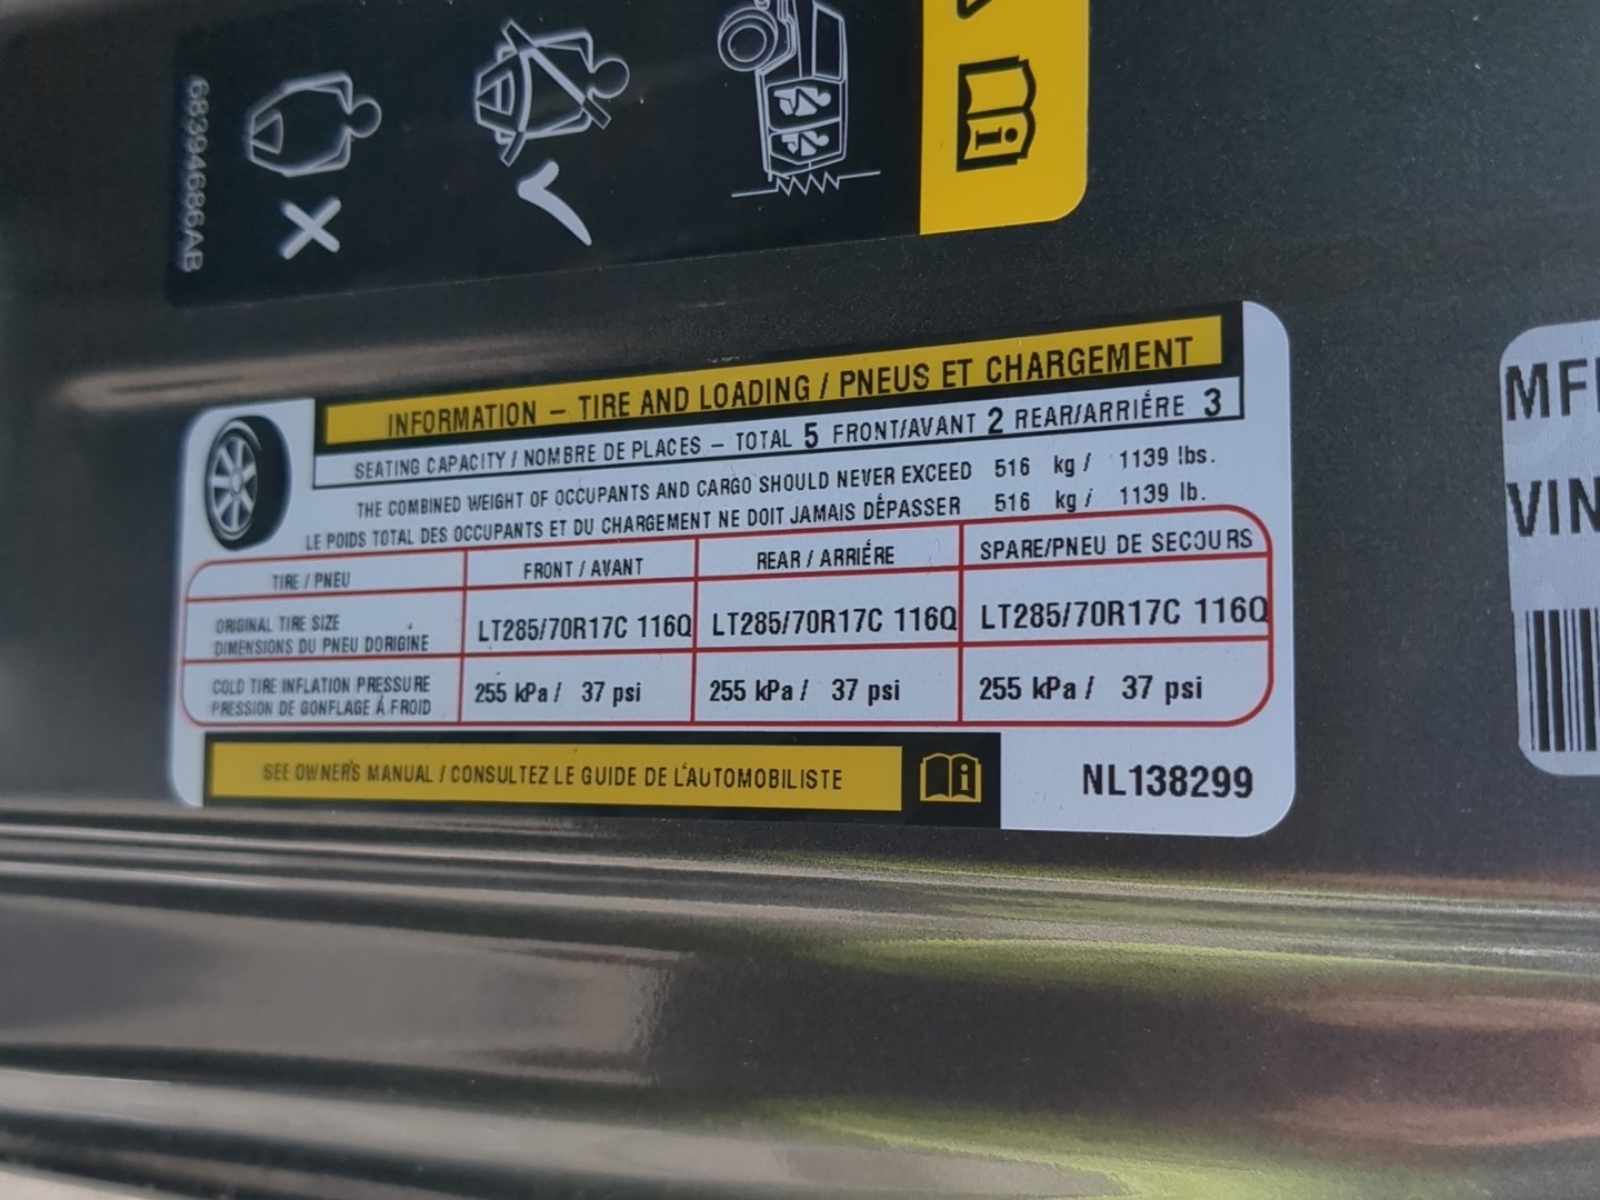 68394686AB
INFORMATION – TIRE AND LOADING / PNEUS ET CHARGEMENT
SEATING CAPACITY / NOMBRE DE PLACES – TOTAL 5 FRONT/AVANT 2 REAR/ARRIÉRE 3
THE COMBINED WEIGHT OF OCCUPANTS AND CARGO SHOULD NEVER EXCEED 516 kg / 1139 lbs.
LE POIDS TOTAL DES OCCUPANTS ET DU CHARGEMENT NE DOIT JAMAIS DÉPASSER 516 kg / 1139 lb.
TIRE / PNEU FRONT / AVANT REAR / ARRIÉRE SPARE/PNEU DE SECOURS
ORIGINAL TIRE SIZE
DIMENSIONS DU PNEU DORIGINE
LT285/70R17C 116Q LT285/70R17C 116Q LT285/70R17C 116Q
COLD TIRE INFLATION PRESSURE
PRESSION DE GONFLAGE Á FROID
255 kPa / 37 psi 255 kPa / 37 psi 255 kPa / 37 psi
SEE OWNER'S MANUAL / CONSULTEZ LE GUIDE DE L'AUTOMOBILISTE
NL138299
VIN